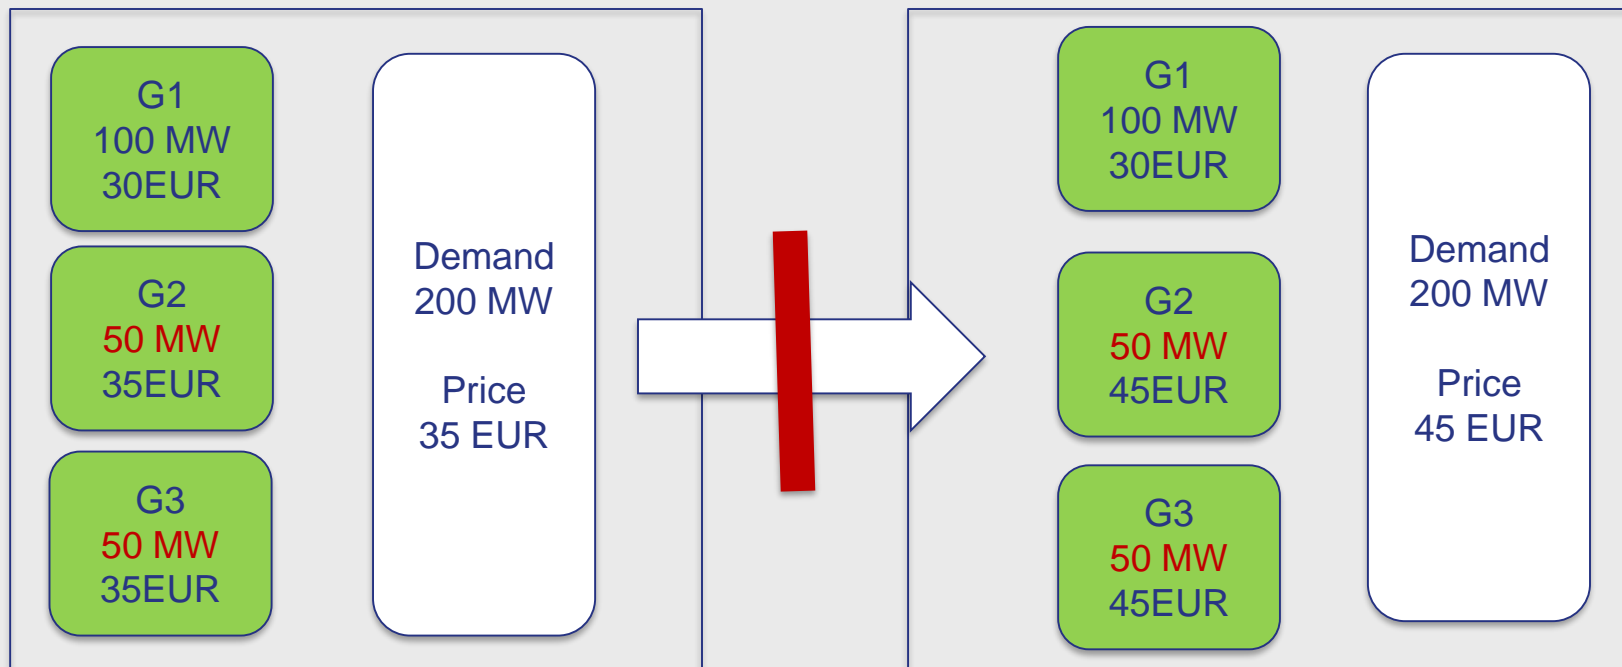 G1
100 MW
30EUR
G2
50 MW
35EUR
G3
50 MW
35EUR
Demand
200 MW
Price
35 EUR
G1
100 MW
30EUR
G2
50 MW
45EUR
G3
50 MW
45EUR
Demand
200 MW
Price
45 EUR